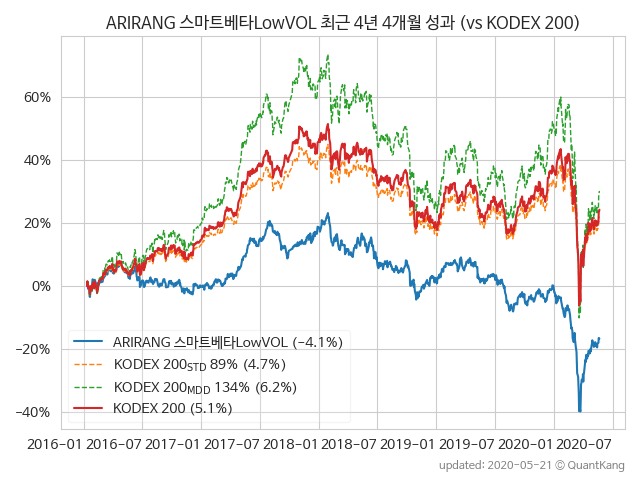 ARIRANG 스마트베타LowVOL 최근 4년 4개월 성과 (vs KODEX 200)
60%
40%
20%
0%
−20%
−40%
ARIRANG 스마트베타LowVOL (−4.1%)
KODEX 200STD 89% (4.7%)
KODEX 200MDD 134% (6.2%)
KODEX 200 (5.1%)
2016−01 2016−07 2017−01 2017−07 2018−01 2018−07 2019−01 2019−07 2020−01 2020−07
updated: 2020−05−21 © QuantKang